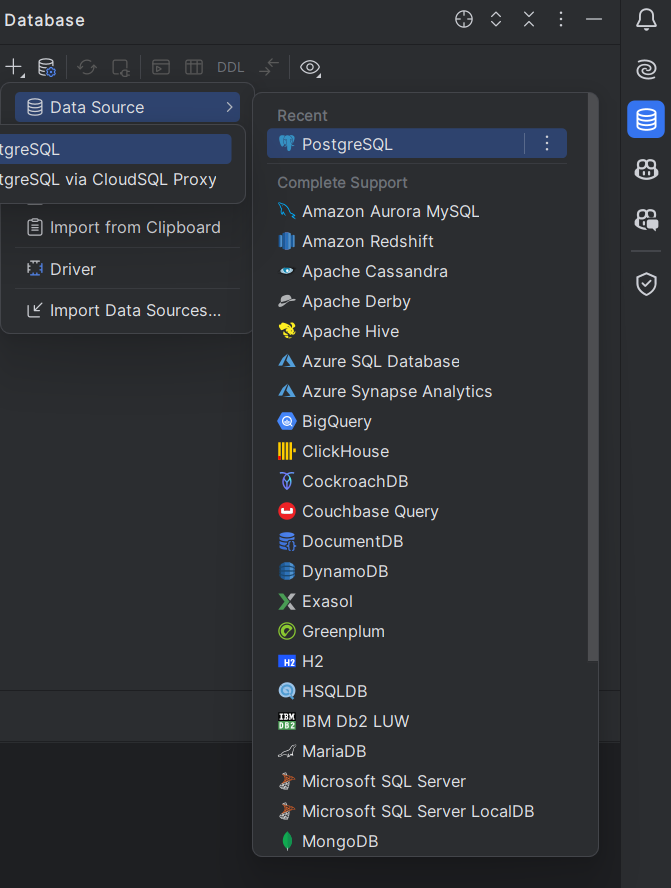 Database
DDL
Data Source
tgreSQL
tgreSQL via CloudSQL Proxy
Import from Clipboard
Driver
Import Data Sources...
Recent
PostgreSQL
Complete Support
Amazon Aurora MySQL
Amazon Redshift
Apache Cassandra
Apache Derby
Apache Hive
Azure SQL Database
Azure Synapse Analytics
BigQuery
ClickHouse
CockroachDB
Couchbase Query
DocumentDB
DynamoDB
Exasol
Greenplum
H2 H2
HSQLDB
IBM DB2 IBM Db2 LUW
MariaDB
Microsoft SQL Server
Microsoft SQL Server LocalDB
MongoDB